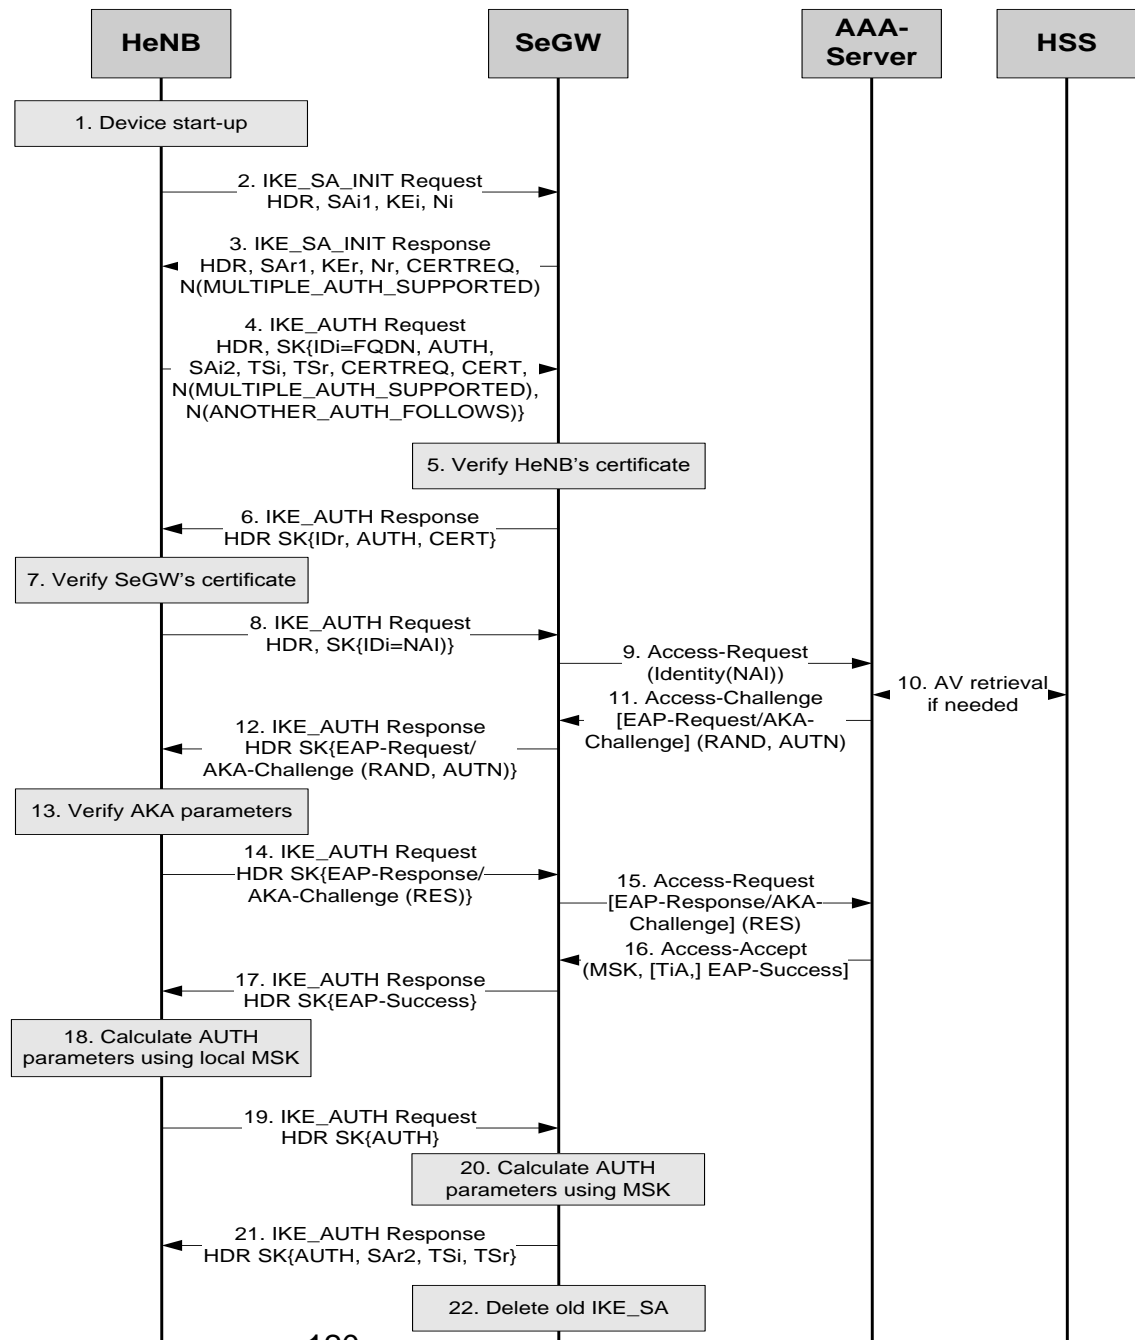 HeNB
SeGW
AAA-
Server
HSS
1. Device start-up
2. IKE_SA_INIT Request
HDR, SAi1, KEi, Ni
3. IKE_SA_INIT Response
HDR, SAr1, KEr, Nr, CERTREQ,
N(MULTIPLE_AUTH_SUPPORTED)
4. IKE_AUTH Request
HDR, SK{IDi=FQDN, AUTH,
SAi2, TSi, TSr, CERTREQ, CERT,
N(MULTIPLE_AUTH_SUPPORTED),
N(ANOTHER_AUTH_FOLLOWS)}
5. Verify HeNB's certificate
6. IKE_AUTH Response
HDR SK{IDr, AUTH, CERT}
7. Verify SeGW's certificate
8. IKE_AUTH Request
HDR, SK{IDi=NAI)}
9. Access-Request
(Identity(NAI))
10. AV retrieval
if needed
11. Access-Challenge
[EAP-Request/AKA-
Challenge] (RAND, AUTN)
12. IKE_AUTH Response
HDR SK{EAP-Request/
AKA-Challenge (RAND, AUTN)}
13. Verify AKA parameters
14. IKE_AUTH Request
HDR SK{EAP-Response/
AKA-Challenge (RES)}
15. Access-Request
[EAP-Response/AKA-
Challenge] (RES)
16. Access-Accept
(MSK, [TiA,] EAP-Success]
17. IKE_AUTH Response
HDR SK{EAP-Success}
18. Calculate AUTH
parameters using local MSK
19. IKE_AUTH Request
HDR SK{AUTH}
20. Calculate AUTH
parameters using MSK
21. IKE_AUTH Response
HDR SK{AUTH, SAr2, TSi, TSr}
22. Delete old IKE_SA